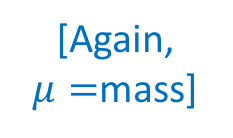 [Again,
𝜇 =mass]